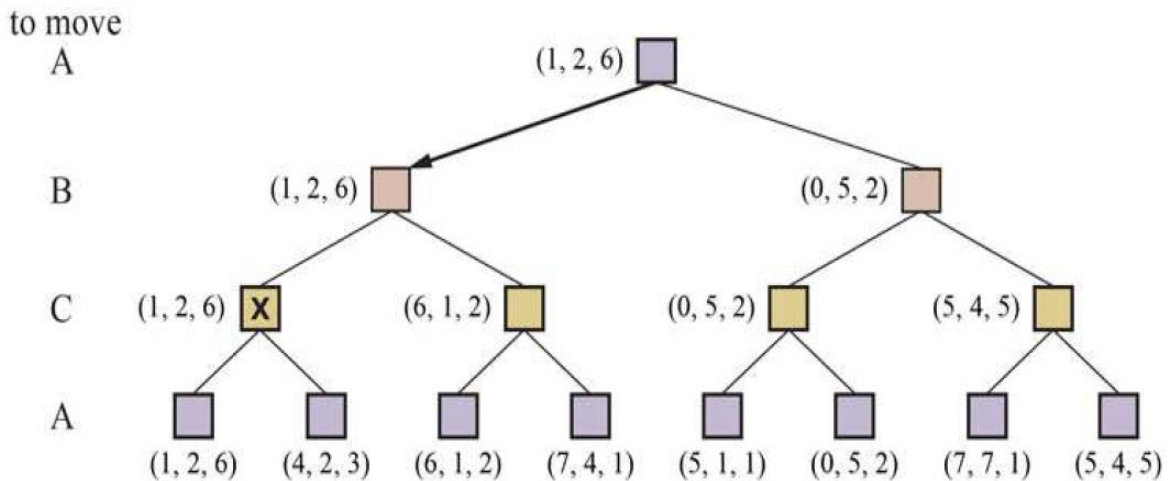 to move
A
(1, 2, 6)
B
(1, 2, 6)
(0, 5, 2)
C
(1, 2, 6)
X
(6, 1, 2)
(0, 5, 2)
(5, 4, 5)
A
(1, 2, 6)
(4, 2, 3)
(6, 1, 2)
(7, 4, 1)
(5, 1, 1)
(0, 5, 2)
(7, 7, 1)
(5, 4, 5)